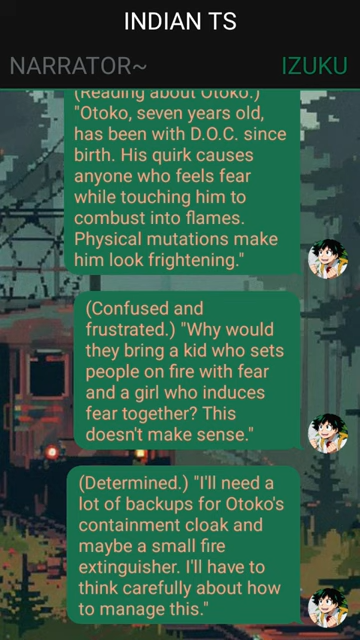 INDIAN TS
NARRATOR~ IZUKU
(Reading about Otoko.)
"Otoko, seven years old,
has been with D.O.C. since
birth. His quirk causes
anyone who feels fear
while touching him to
combust into flames.
Physical mutations make
him look frightening."
(Confused and
frustrated.) "Why would
they bring a kid who sets
people on fire with fear
and a girl who induces
fear together? This
doesn't make sense."
(Determined.) "I'll need a
lot of backups for Otoko's
containment cloak and
maybe a small fire
extinguisher. I'll have to
think carefully about how
to manage this."